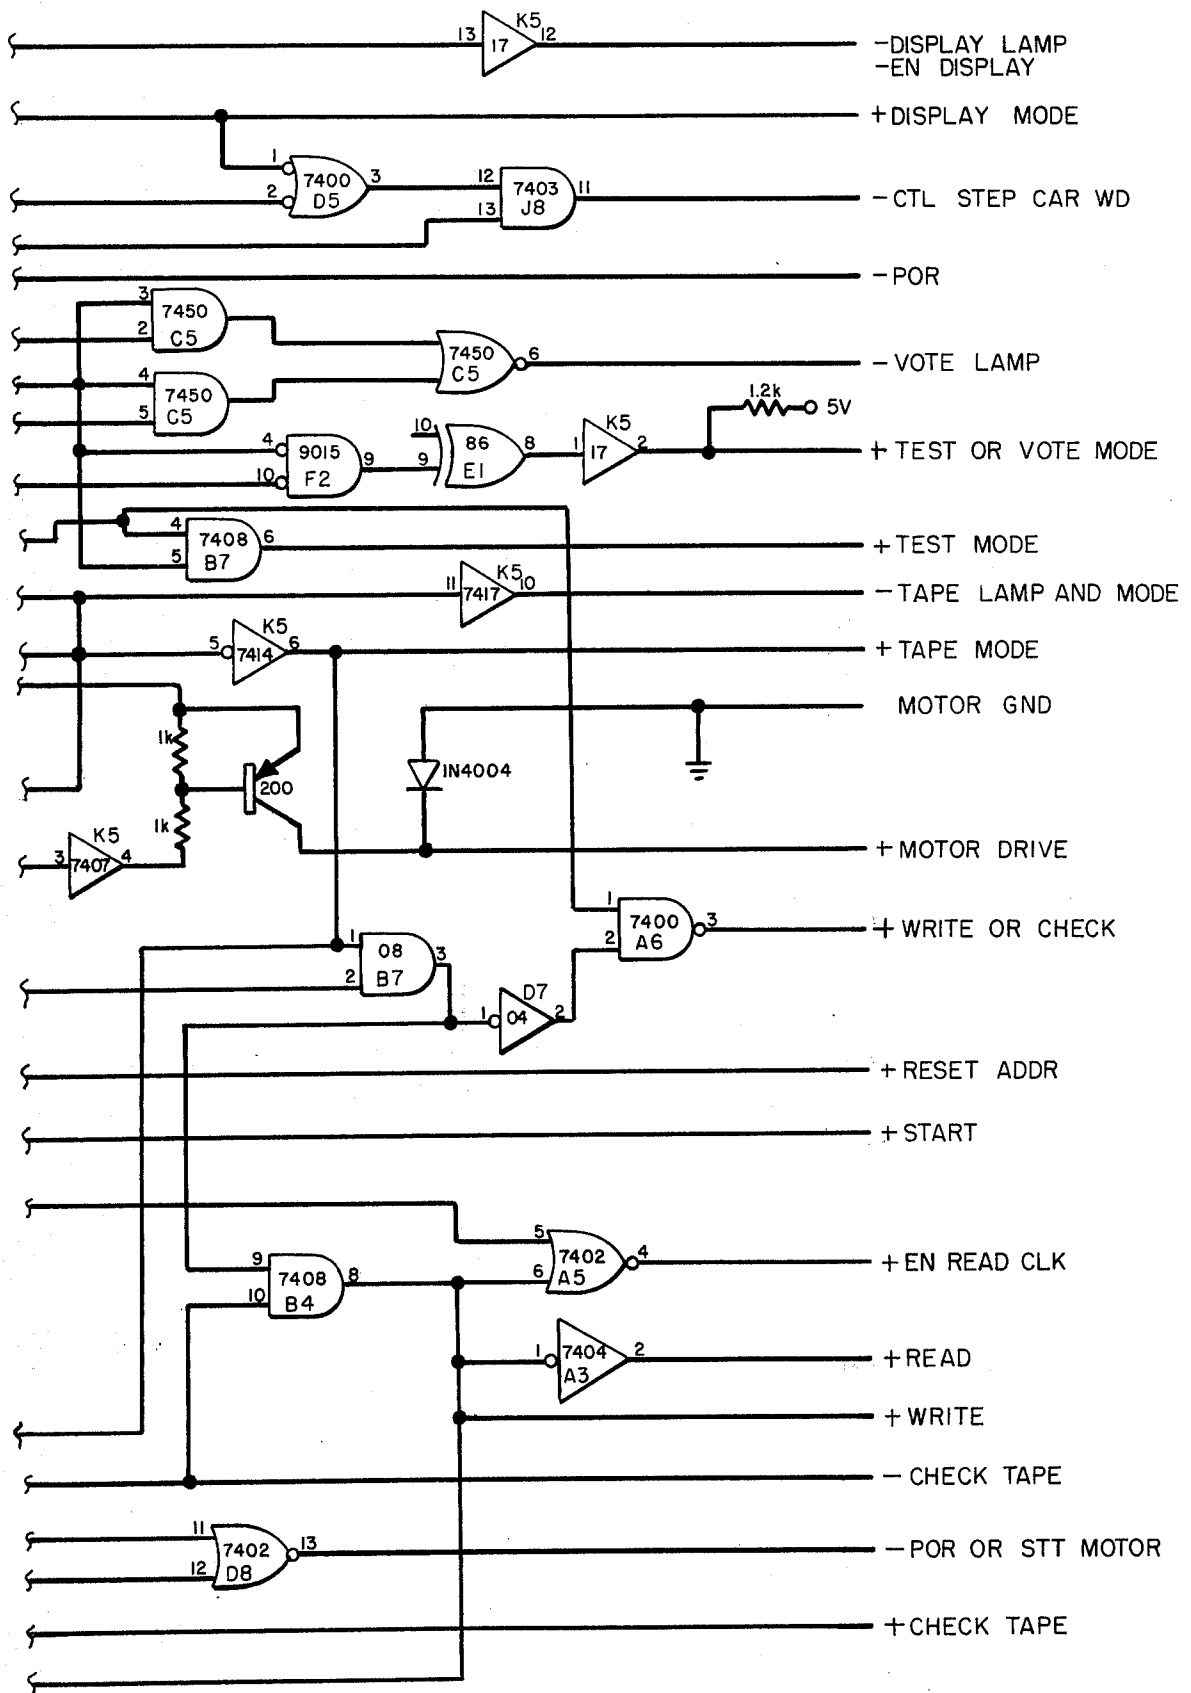 K5
13 17 12 -DISPLAY LAMP
-EN DISPLAY
+DISPLAY MODE
1 7400 3 12 7403 11
2 D5 13 J8 -CTL STEP CAR WD
-POR
3 7450
2 C5
7450 6 -VOTE LAMP
C5
4 7450
5 C5
1.2k 5V
10 86 8 K5
4 9015 9 9 E1 1 17 2 +TEST OR VOTE MODE
10 F2
4 7408 6 +TEST MODE
5 B7
11 K5 10
7417 -TAPE LAMP AND MODE
5 K5 6
7414 +TAPE MODE
MOTOR GND
1k
200 1N4004
1k
K5
3 7407 4 +MOTOR DRIVE
1 7400 3 +WRITE OR CHECK
2 A6
1 08 3
2 B7
D7
1 04 2
+RESET ADDR
+START
5 7402 4 +EN READ CLK
6 A5
9 7408 8
10 B4
1 7404 2 +READ
A3
+WRITE
-CHECK TAPE
11 7402 13 -POR OR STT MOTOR
12 D8
+CHECK TAPE